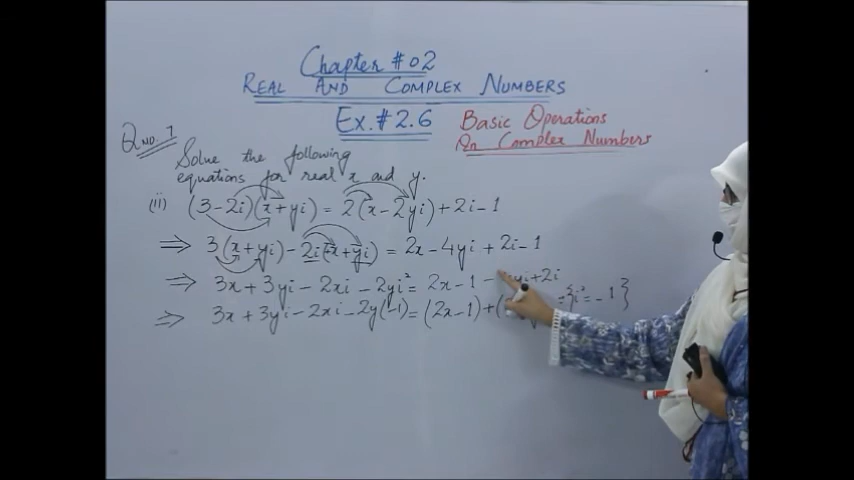 Chapter #02
REAL AND COMPLEX NUMBERS
Ex.#2.6 Basic Operations
On Complex Numbers
Q NO. 7
Solve the following
equations for real x and y.
(ii) (3-2i)(x+yi) = 2(x-2yi)+2i-1
⇒ 3(x+yi)-2i(x+yi) = 2x-4yi+2i-1
⇒ 3x+3yi-2xi-2yi² = 2x-1-4yi+2i
⇒ 3x+3yi-2xi-2y(-1) = (2x-1)+( {i²=-1}